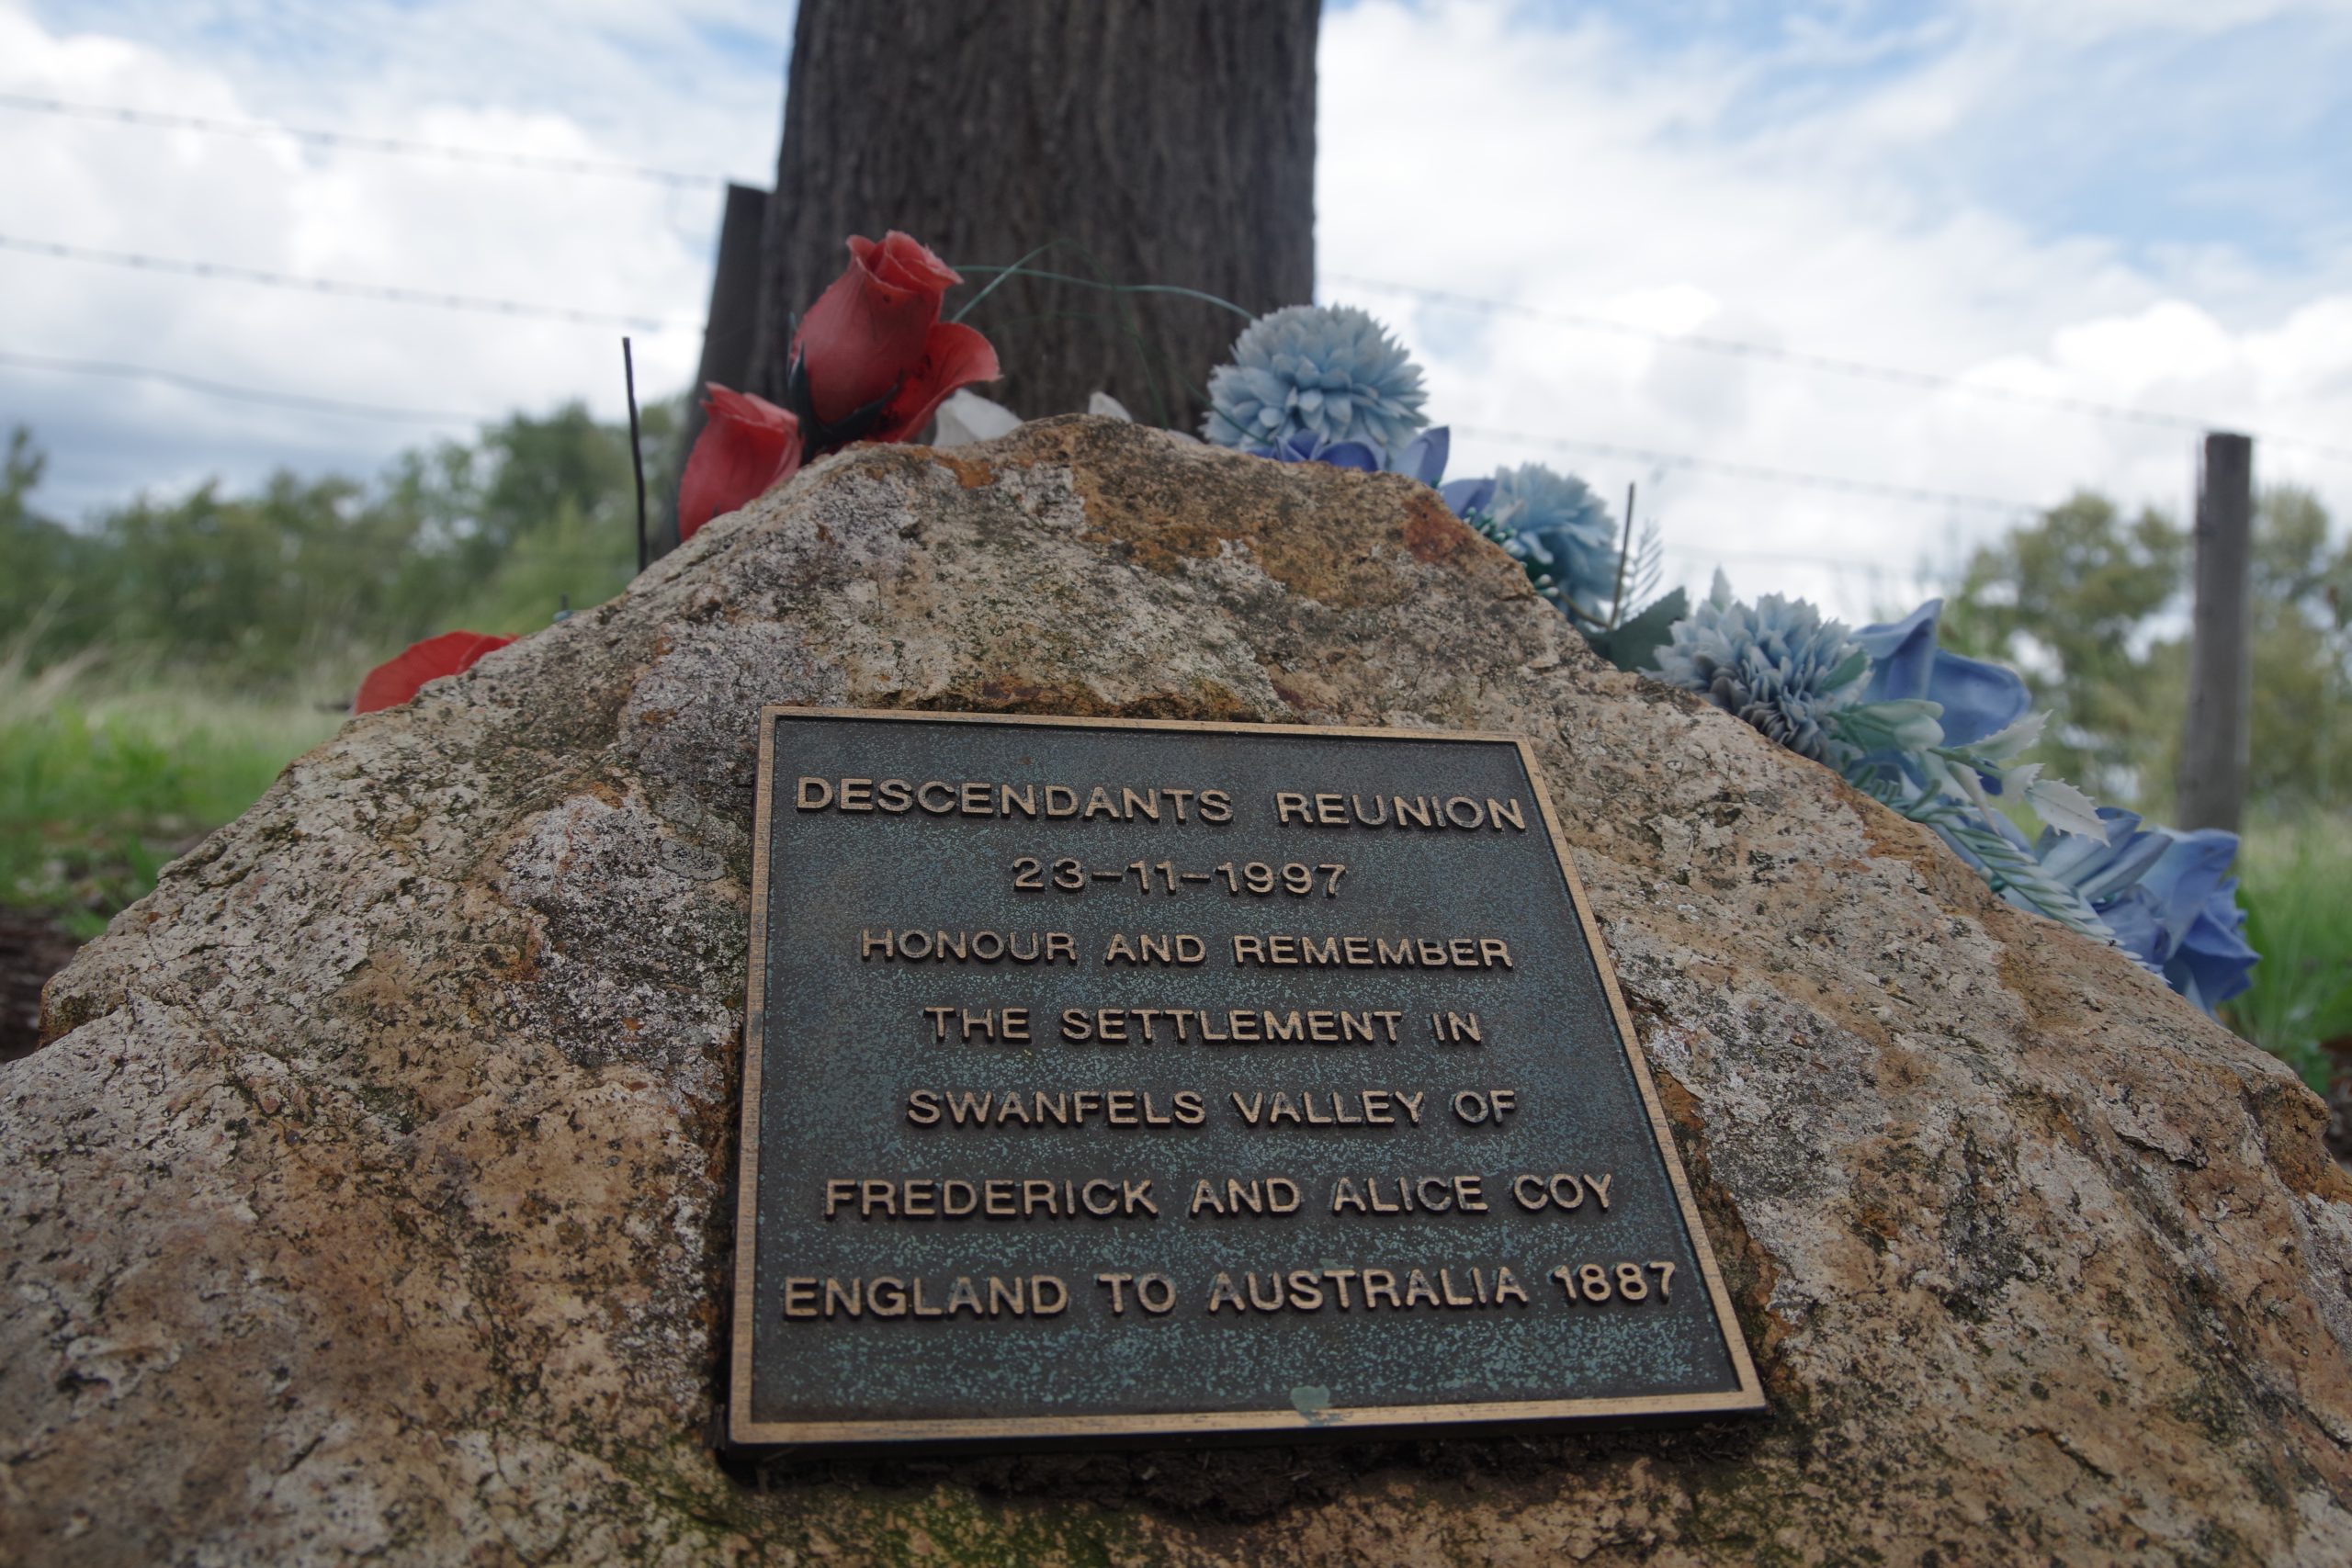 DESCENDANTS REUNION
23-11-1997
HONOUR AND REMEMBER
THE SETTLEMENT IN
SWANFELS VALLEY OF
FREDERICK AND ALICE COY
ENGLAND TO AUSTRALIA 1887